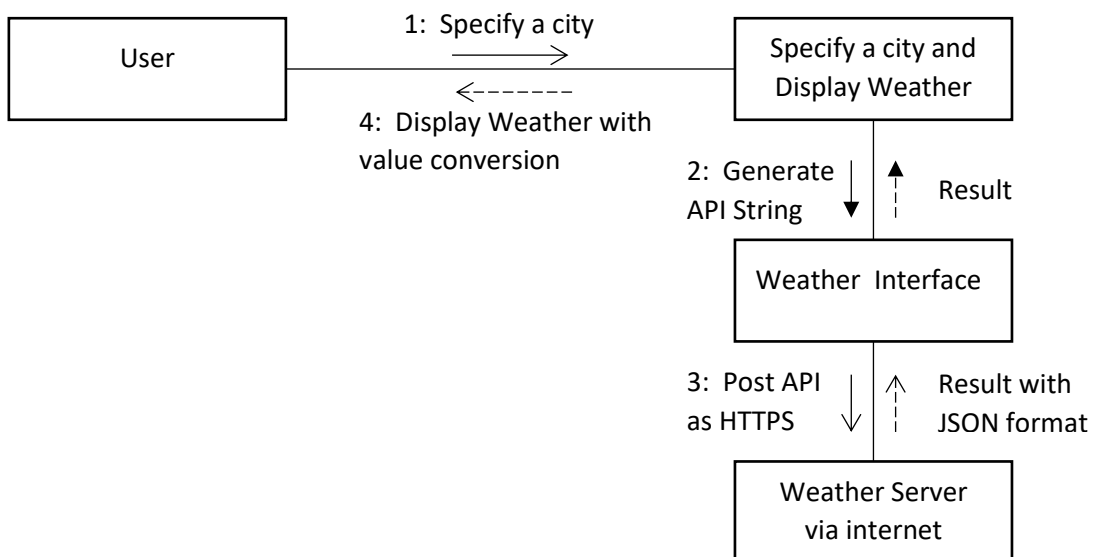 User
1: Specify a city
4: Display Weather with
value conversion
Specify a city and
Display Weather
2: Generate
API String
Result
Weather Interface
3: Post API
as HTTPS
Result with
JSON format
Weather Server
via internet